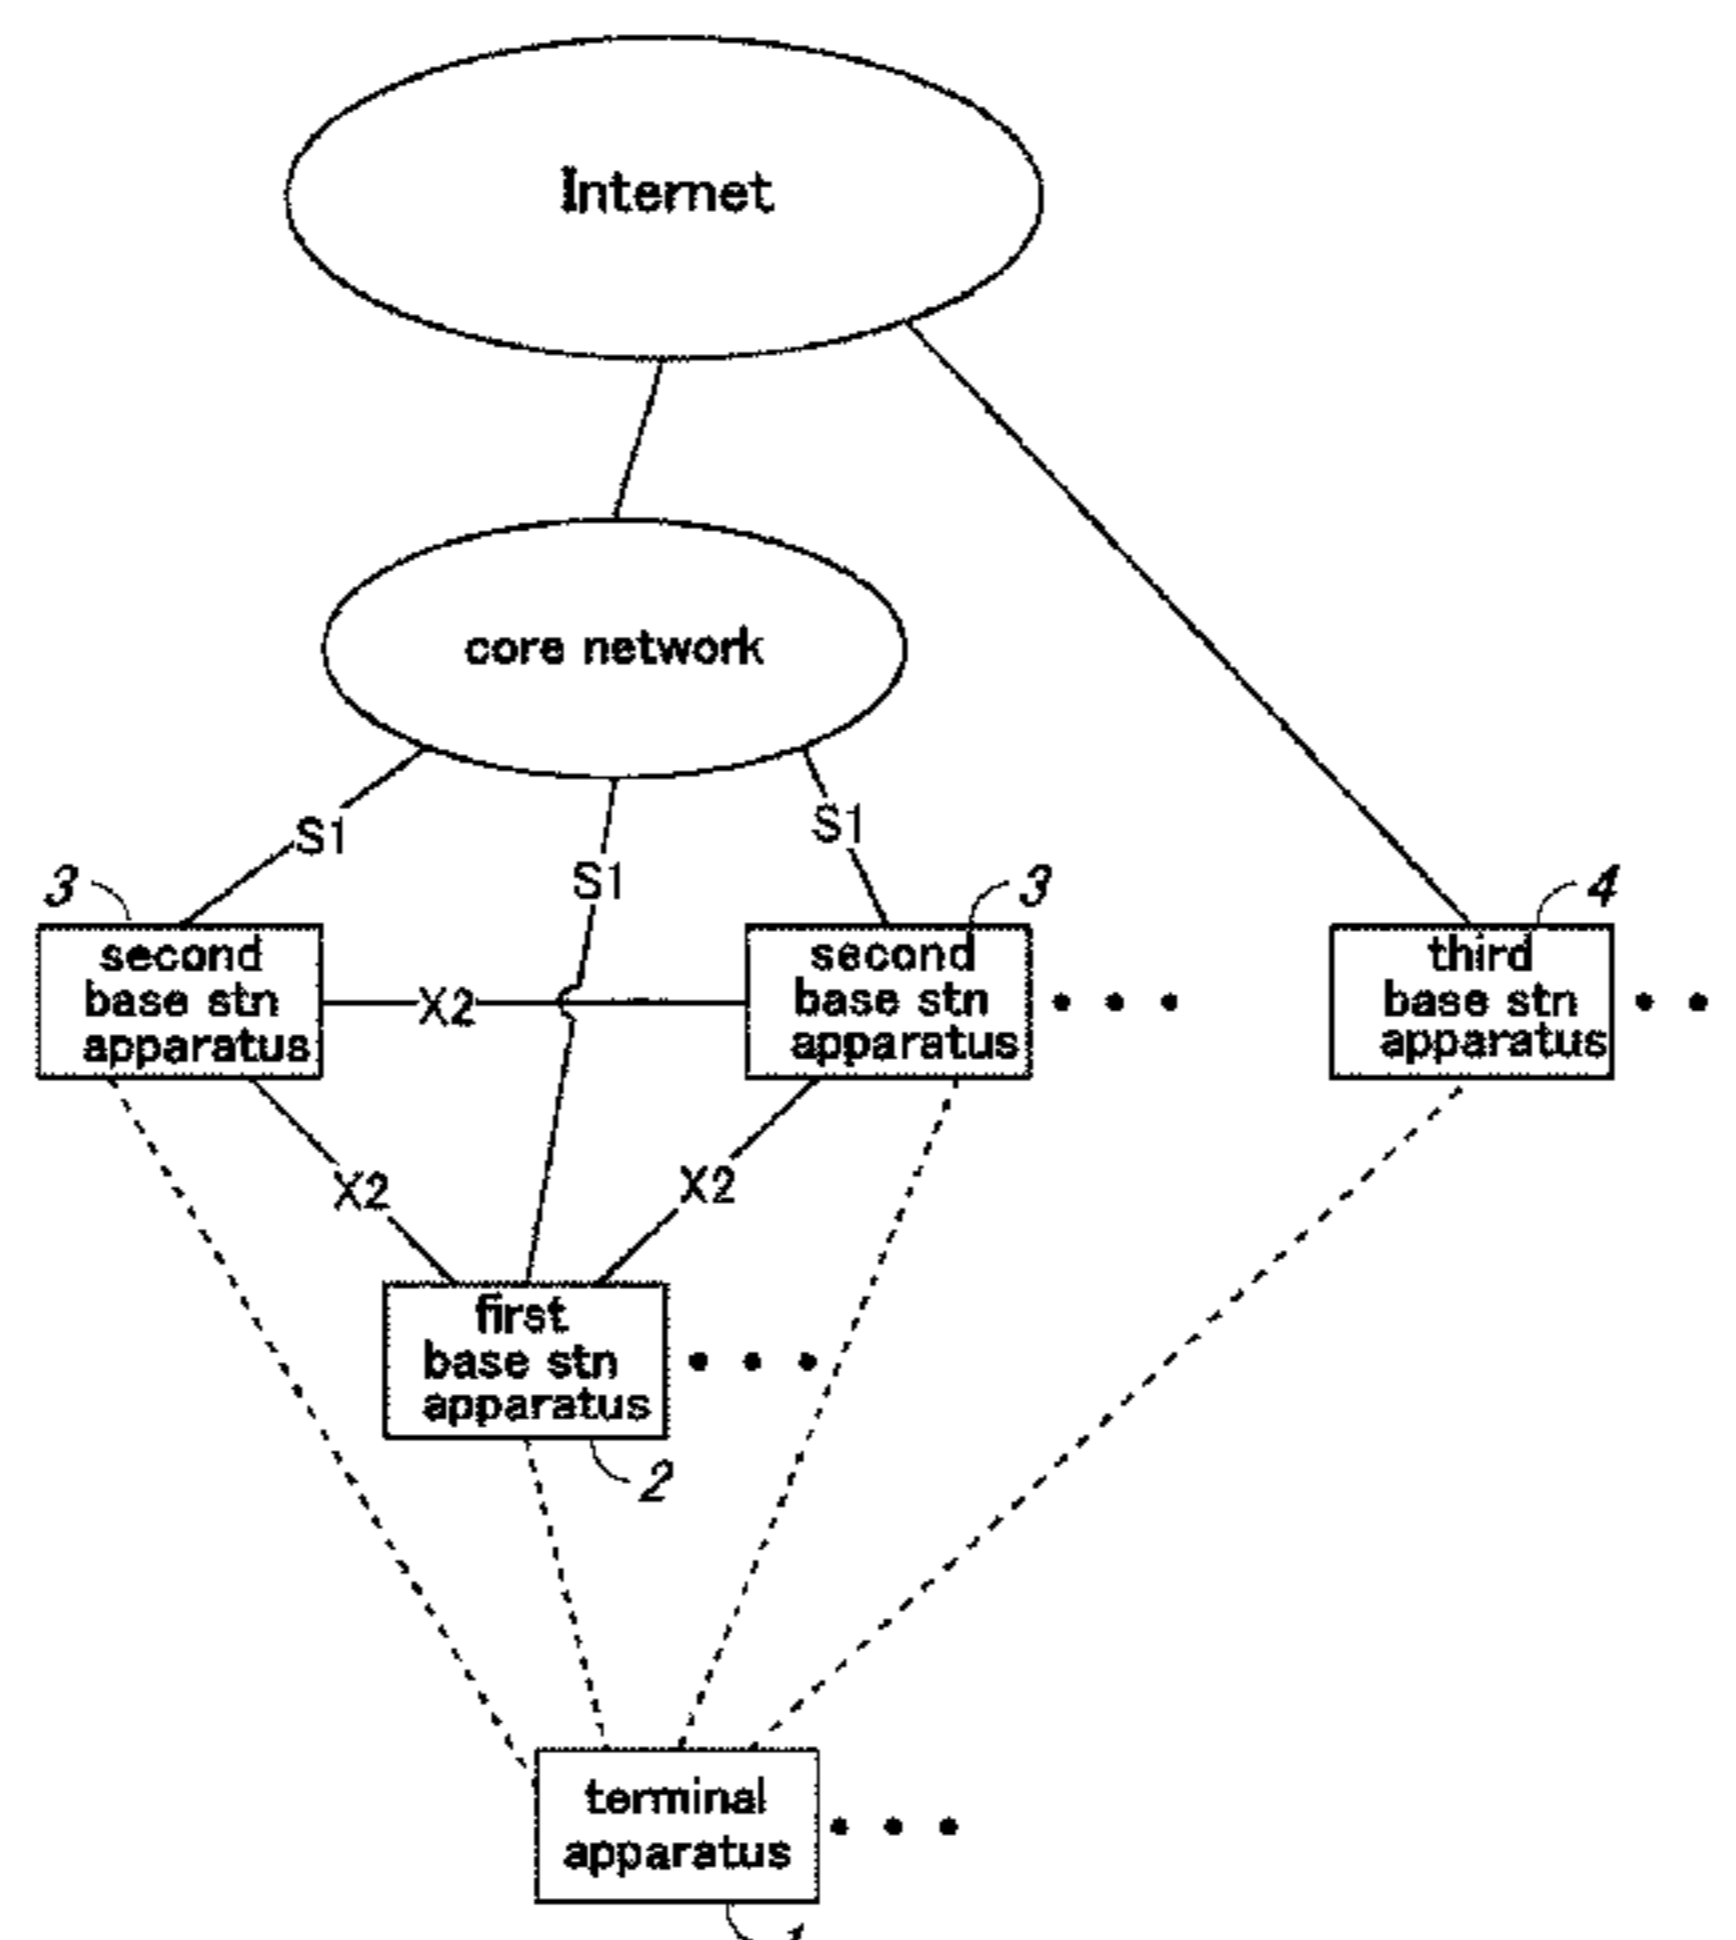 Internet
core network
S1
S1
S1
3
3
4
second
base stn
apparatus
X2
second
base stn
apparatus
third
base stn
apparatus
X2
X2
first
base stn
apparatus
2
terminal
apparatus